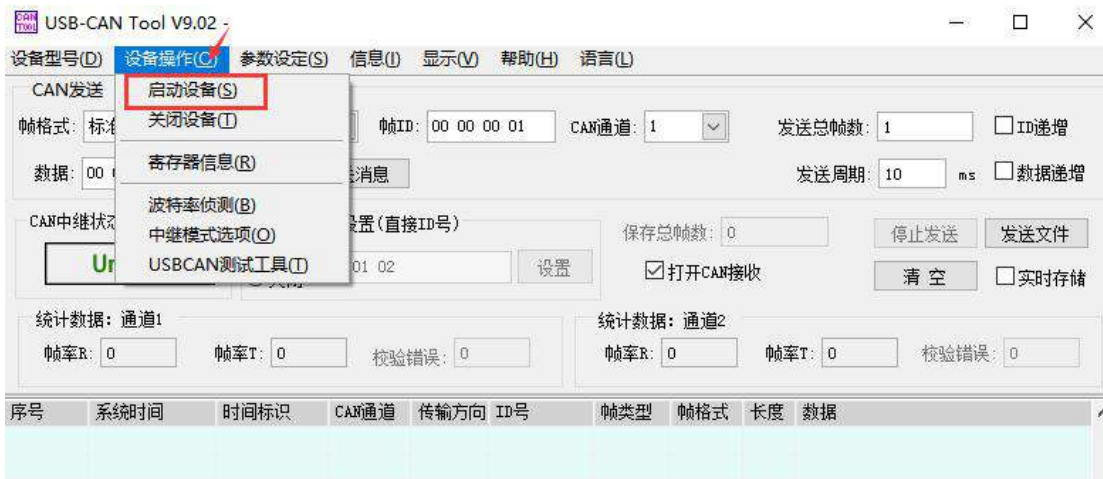 CAN TOOL USB-CAN Tool V9.02 -
设备型号(D) 设备操作(O) 参数设定(S) 信息(I) 显示(V) 帮助(H) 语言(L)
CAN发送
启动设备(S)
关闭设备(T)
寄存器信息(R)
波特率侦测(B)
中继模式选项(O)
USBCAN测试工具(T)
帧格式: 标 帧ID: 00 00 00 01 CAN通道: 1 发送总帧数: 1 ID递增
数据: 00 消息 发送周期: 10 ms 数据递增
CAN中继状 设置(直接ID号) 保存总帧数: 0 停止发送 发送文件
Un 01 02 设置 打开CAN接收 清 空 实时存储
统计数据: 通道1 统计数据: 通道2
帧率R: 0 帧率T: 0 校验错误: 0 帧率R: 0 帧率T: 0 校验错误: 0
序号 系统时间 时间标识 CAN通道 传输方向 ID号 帧类型 帧格式 长度 数据